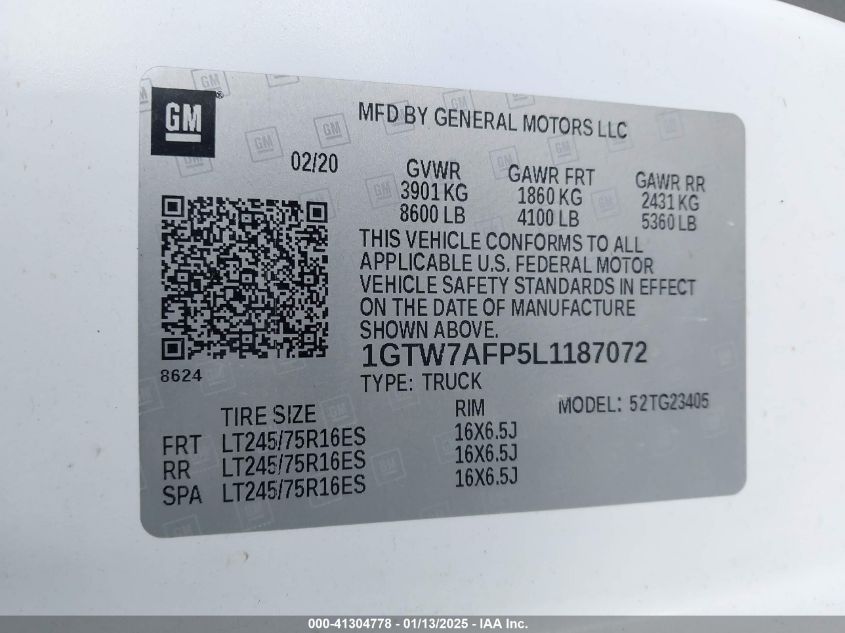 GM
MFD BY GENERAL MOTORS LLC
02/20
GVWR GAWR FRT GAWR RR
3901 KG 1860 KG 2431 KG
8600 LB 4100 LB 5360 LB
THIS VEHICLE CONFORMS TO ALL
APPLICABLE U.S. FEDERAL MOTOR
VEHICLE SAFETY STANDARDS IN EFFECT
ON THE DATE OF MANUFACTURE
SHOWN ABOVE.
1GTW7AFP5L1187072
8624
TYPE: TRUCK
MODEL: 52TG23405
TIRE SIZE RIM
FRT LT245/75R16ES 16X6.5J
RR LT245/75R16ES 16X6.5J
SPA LT245/75R16ES 16X6.5J
000-41304778 - 01/13/2025 - IAAI Inc.